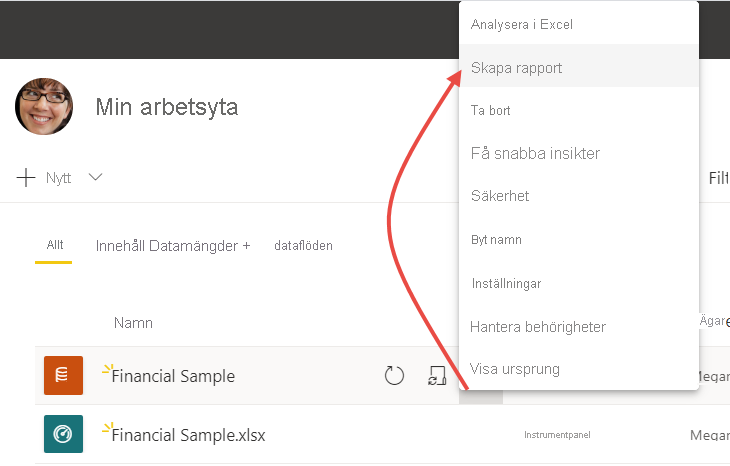 Analysera i Excel
Skapa rapport
Ta bort
Få snabba insikter
Säkerhet
Byt namn
Inställningar
Hantera behörigheter
Visa ursprung
Min arbetsyta
Nytt
Filt
Allt Innehåll Datamängder + dataflöden
Namn
Ägare
Financial Sample
Megan
Financial Sample.xlsx Instrumentpanel Megan